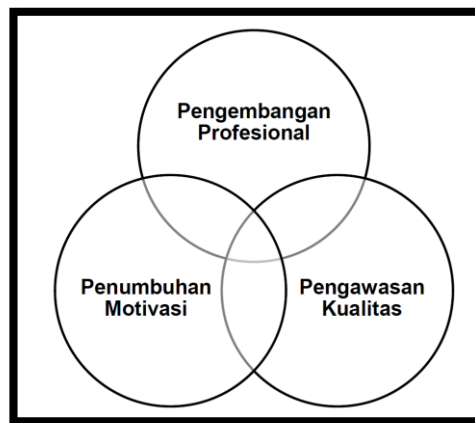 Pengembangan
Profesional
Penumbuhan
Motivasi
Pengawasan
Kualitas